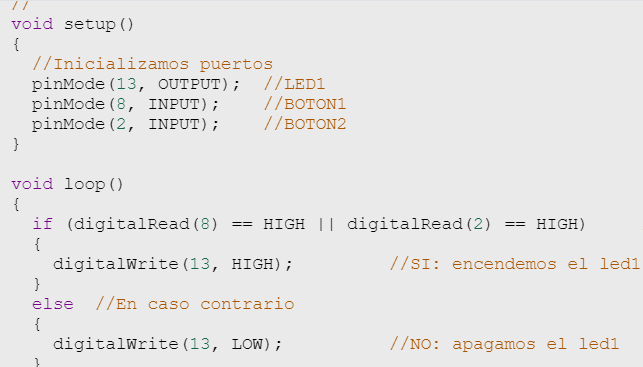 //
void setup()
{
  //Inicializamos puertos
  pinMode(13, OUTPUT);  //LED1
  pinMode(8, INPUT);    //BOTON1
  pinMode(2, INPUT);    //BOTON2
}

void loop()
{
  if (digitalRead(8) == HIGH || digitalRead(2) == HIGH)
  {
    digitalWrite(13, HIGH);         //SI: encendemos el led1
  }
  else  //En caso contrario
  {
    digitalWrite(13, LOW);          //NO: apagamos el led1
  }